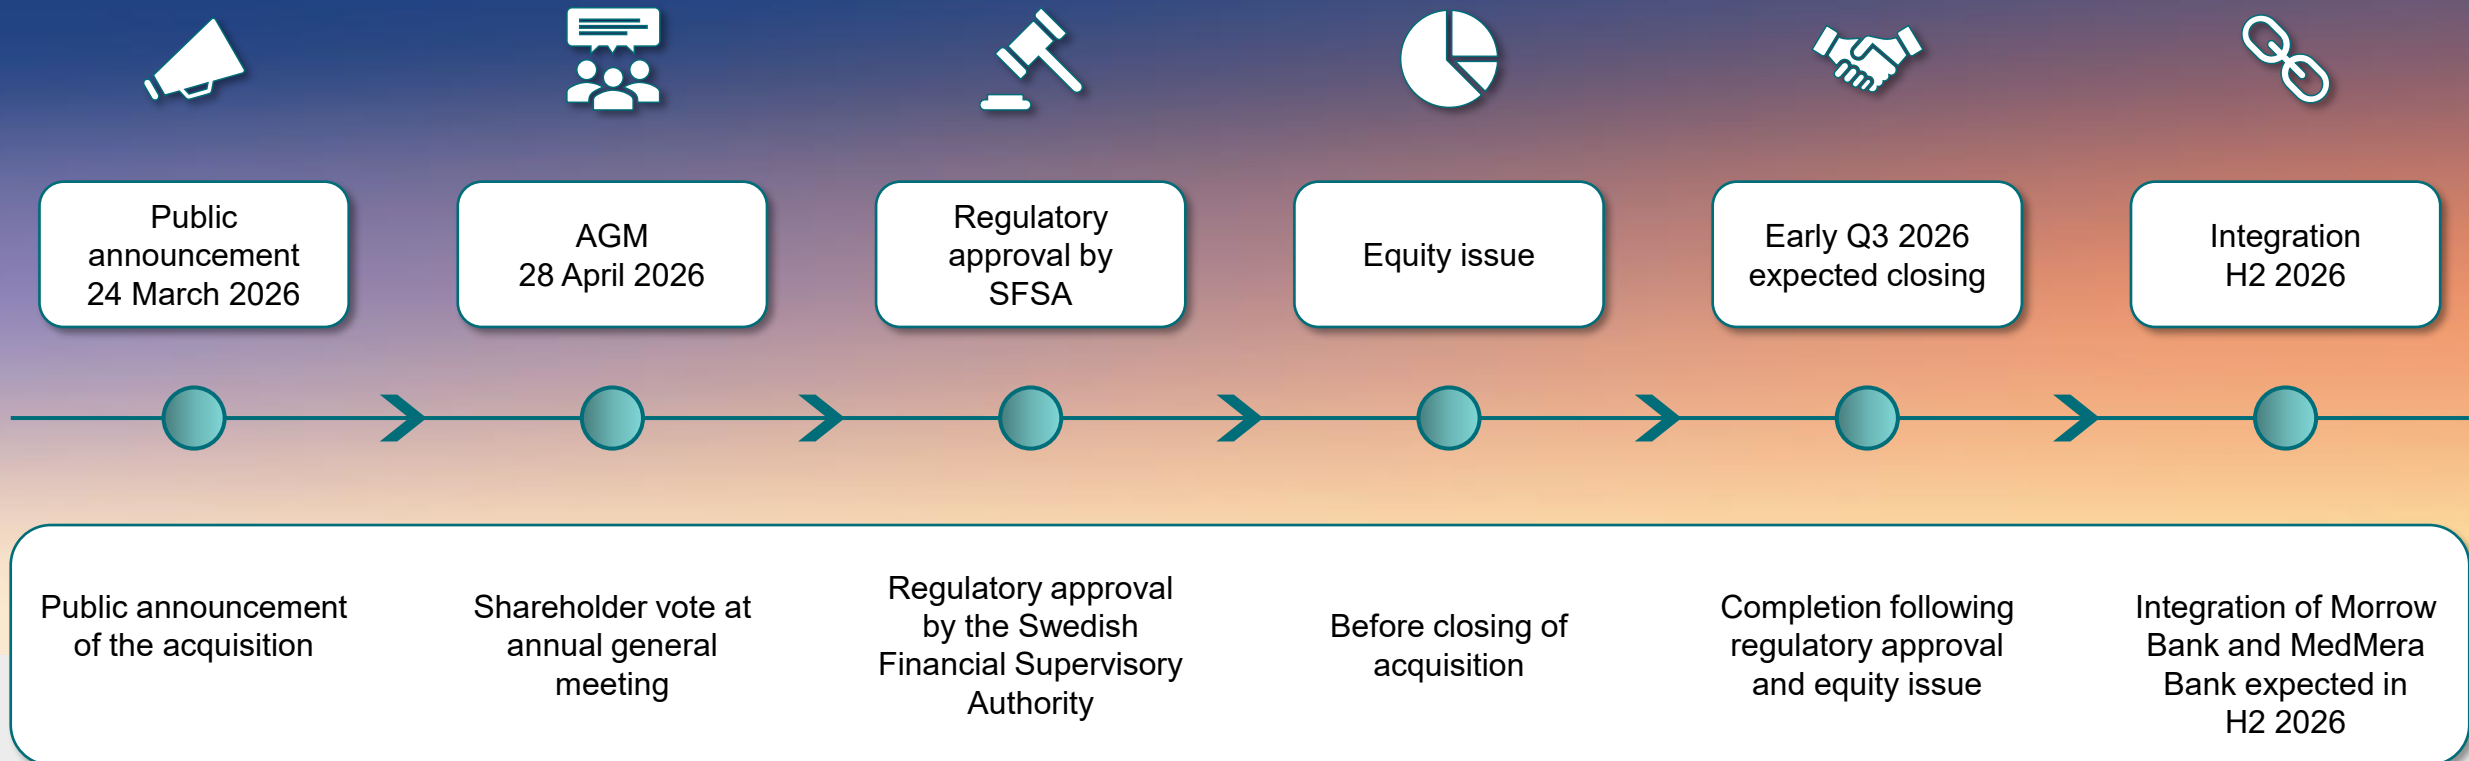 Public
announcement
24 March 2026
AGM
28 April 2026
Regulatory
approval by
SFSA
Equity issue
Early Q3 2026
expected closing
Integration
H2 2026
Public announcement
of the acquisition
Shareholder vote at
annual general
meeting
Regulatory approval
by the Swedish
Financial Supervisory
Authority
Before closing of
acquisition
Completion following
regulatory approval
and equity issue
Integration of Morrow
Bank and MedMera
Bank expected in
H2 2026